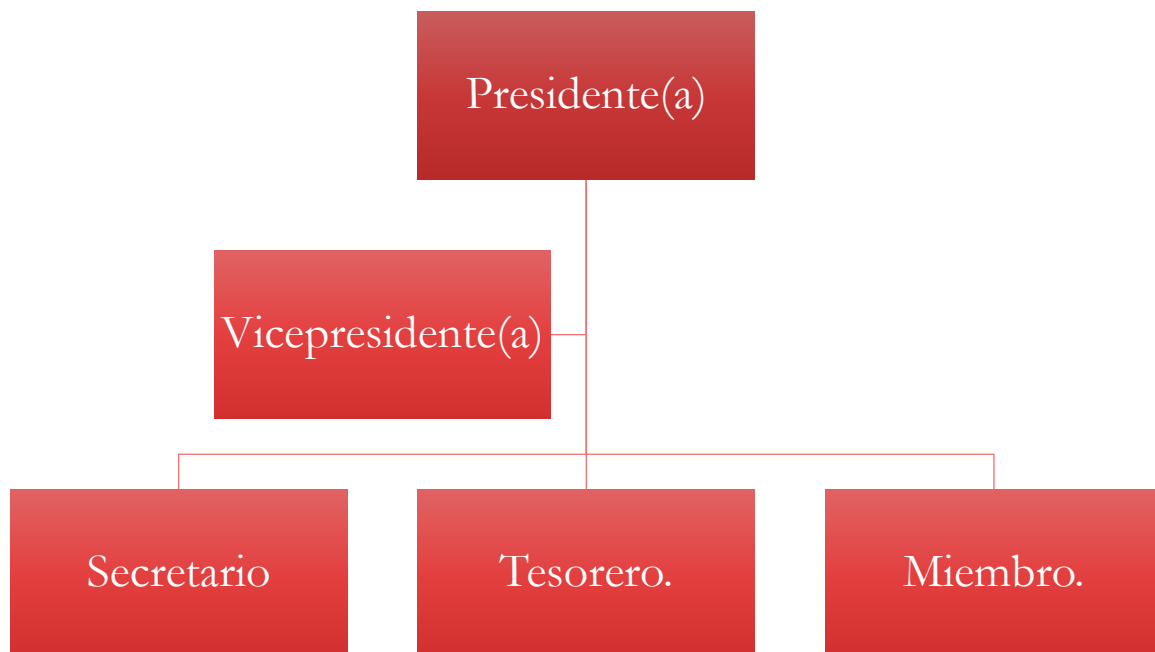 Presidente(a)
Vicepresidente(a)
Secretario
Tesorero.
Miembro.